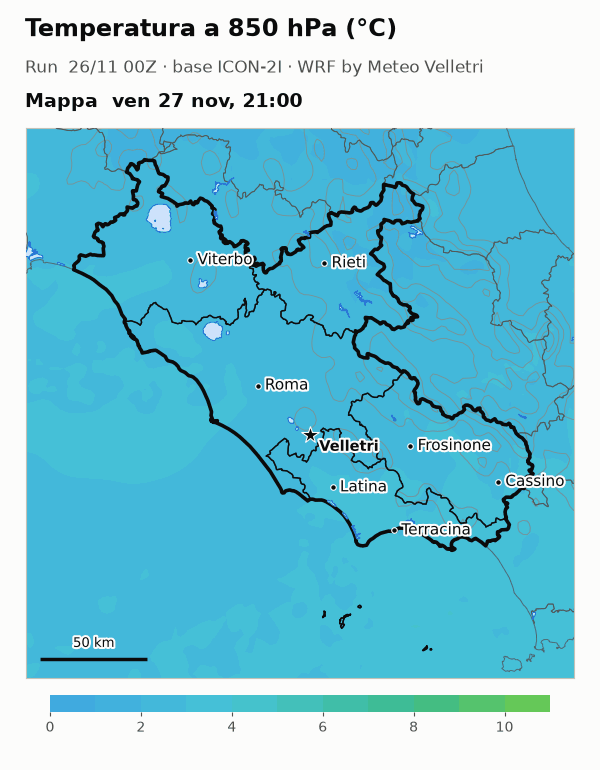 Temperatura a 850 hPa (°C)
Run  26/11 00Z · base ICON-2I · WRF by Meteo Velletri
Mappa  ven 27 nov, 21:00
Viterbo
Rieti
Roma
Velletri
Frosinone
Cassino
Latina
Terracina
50 km
0 2 4 6 8 10